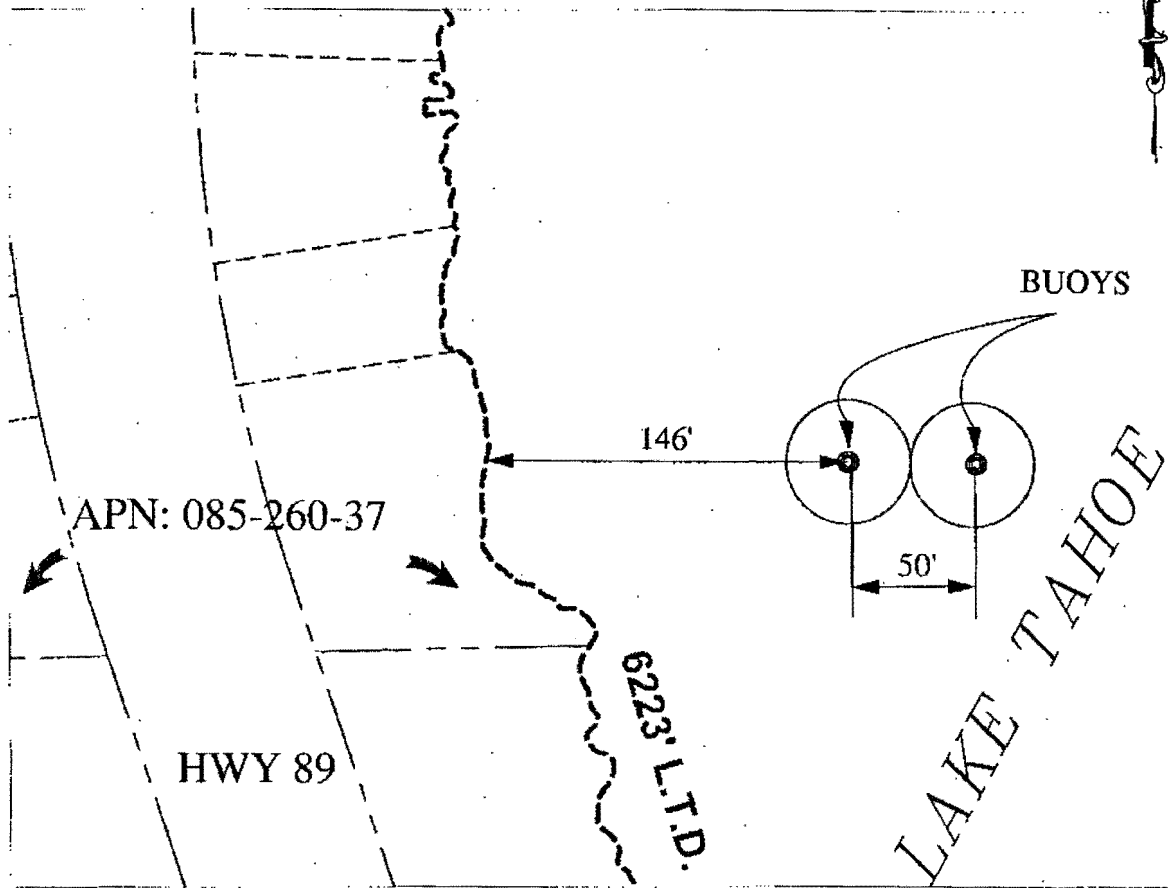 BUOYS
146'
APN: 085-260-37
50'
LAKE TAHOE
6223' L.T.D.
HWY 89